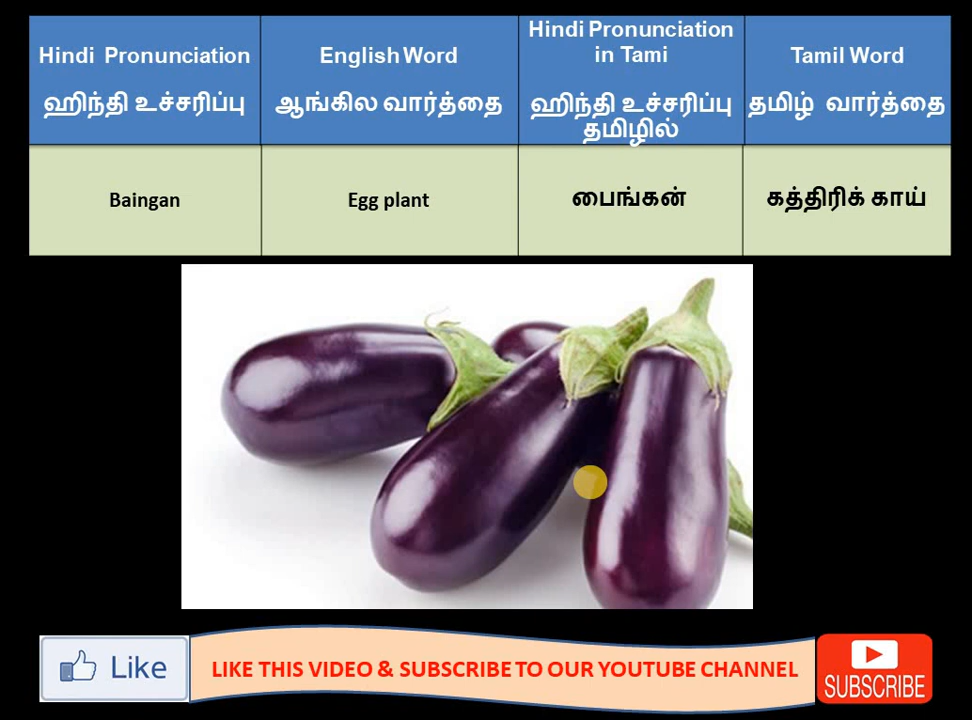 Hindi Pronunciation
ஹிந்தி உச்சரிப்பு
English Word
ஆங்கில வார்த்தை
Hindi Pronunciation
in Tami
ஹிந்தி உச்சரிப்பு
தமிழில்
Tamil Word
தமிழ் வார்த்தை
Baingan
Egg plant
பைங்கன்
கத்திரிக் காய்
Like
LIKE THIS VIDEO & SUBSCRIBE TO OUR YOUTUBE CHANNEL
SUBSCRIBE